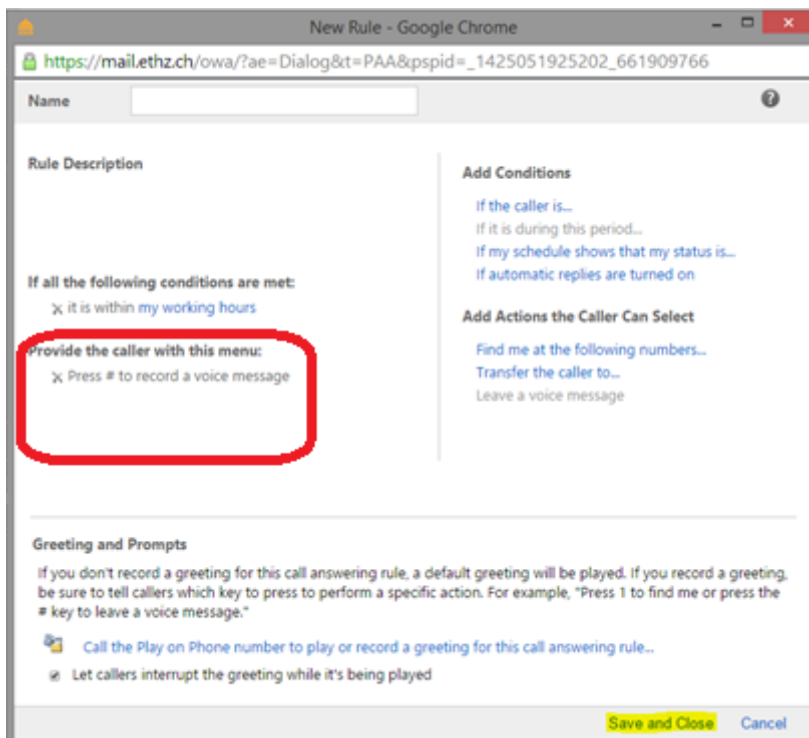 New Rule - Google Chrome
https://mail.ethz.ch/owa/?ae=Dialog&t=PAA&pspid=_1425051925202_661909766
Name
Rule Description
If all the following conditions are met:
it is within my working hours
Provide the caller with this menu:
Press # to record a voice message
Add Conditions
If the caller is...
If it is during this period...
If my schedule shows that my status is...
If automatic replies are turned on
Add Actions the Caller Can Select
Find me at the following numbers...
Transfer the caller to...
Leave a voice message
Greeting and Prompts
If you don't record a greeting for this call answering rule, a default greeting will be played. If you record a greeting,
be sure to tell callers which key to press to perform a specific action. For example, "Press 1 to find me or press the
# key to leave a voice message."
Call the Play on Phone number to play or record a greeting for this call answering rule...
Let callers interrupt the greeting while it's being played
Save and Close Cancel